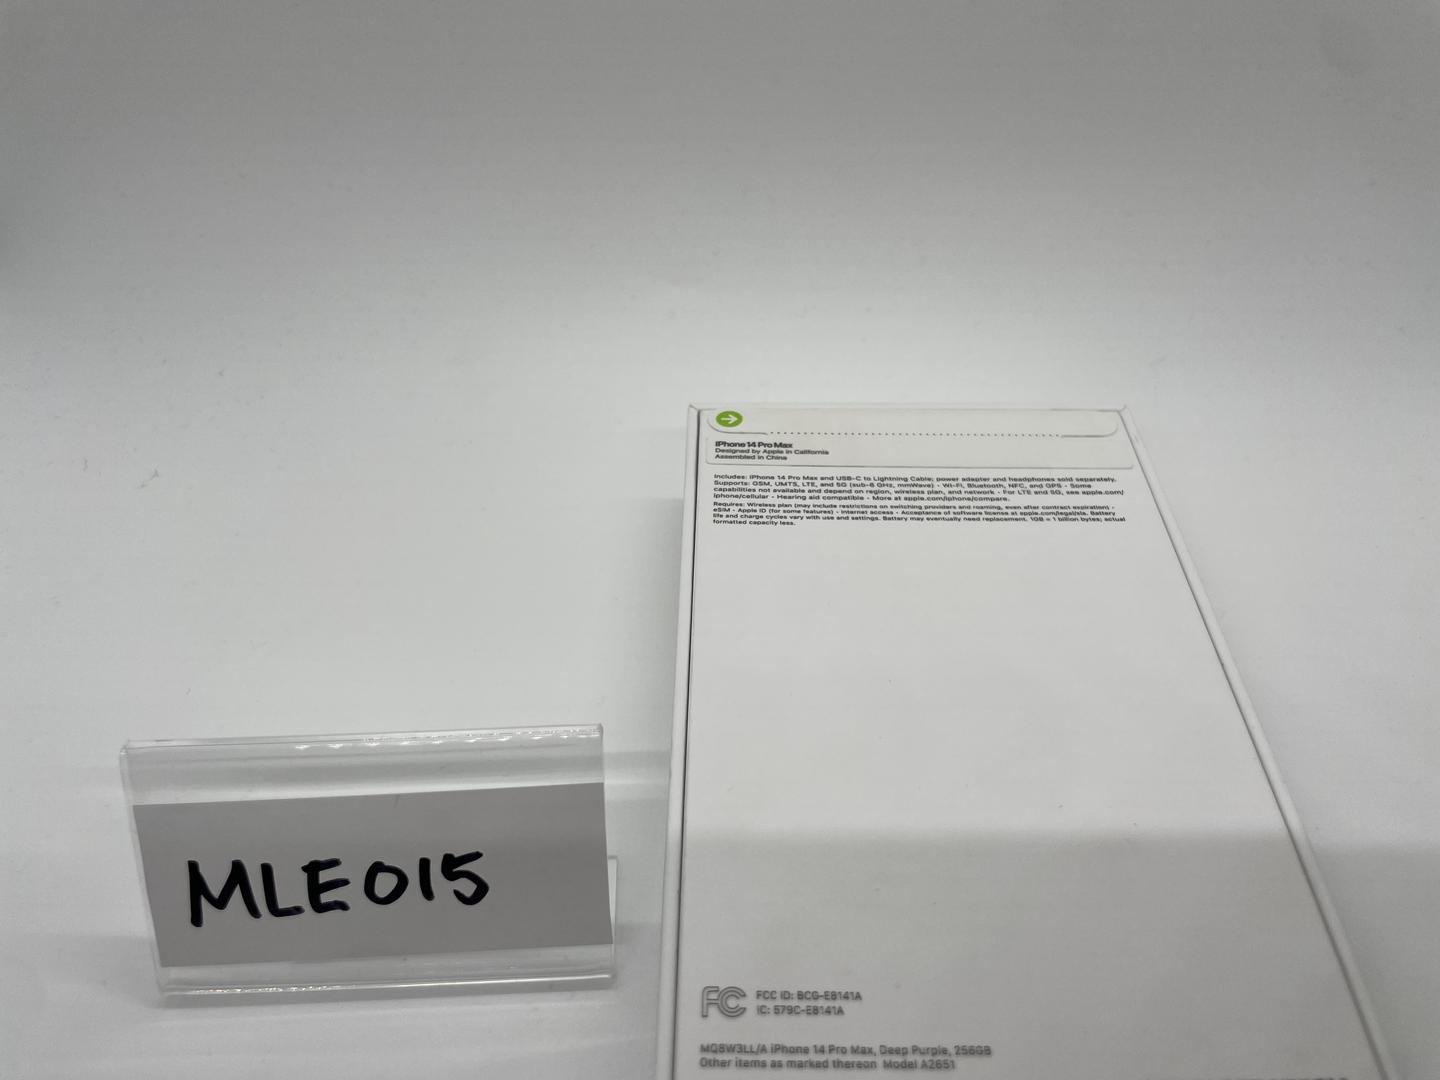 iPhone 14 Pro Max
Designed by Apple in California
Assembled in China
Includes: iPhone 14 Pro Max and USB-C to Lightning Cable; power adapter and headphones sold separately.
Supports: GSM, UMTS, LTE, and 5G (sub-6 GHz, mmWave) • Wi-Fi, Bluetooth, NFC, and GPS • Some
capabilities not available and depend on region, wireless plan, and network • For LTE and 5G, see apple.com/
iphone/cellular • Hearing aid compatible • More at apple.com/iphone/compare.
Requires: Wireless plan (may include restrictions on switching providers and roaming, even after contract expiration) •
eSIM • Apple ID (for some features) • Internet access • Acceptance of software license at apple.com/legal/sla. Battery
life and charge cycles vary with use and settings. Battery may eventually need replacement. 1GB = 1 billion bytes; actual
formatted capacity less.
MLE015
FC FCC ID: BCG-E8141A
IC: 579C-E8141A
MQ8W3LL/A iPhone 14 Pro Max, Deep Purple, 256GB
Other items as marked thereon Model A2651